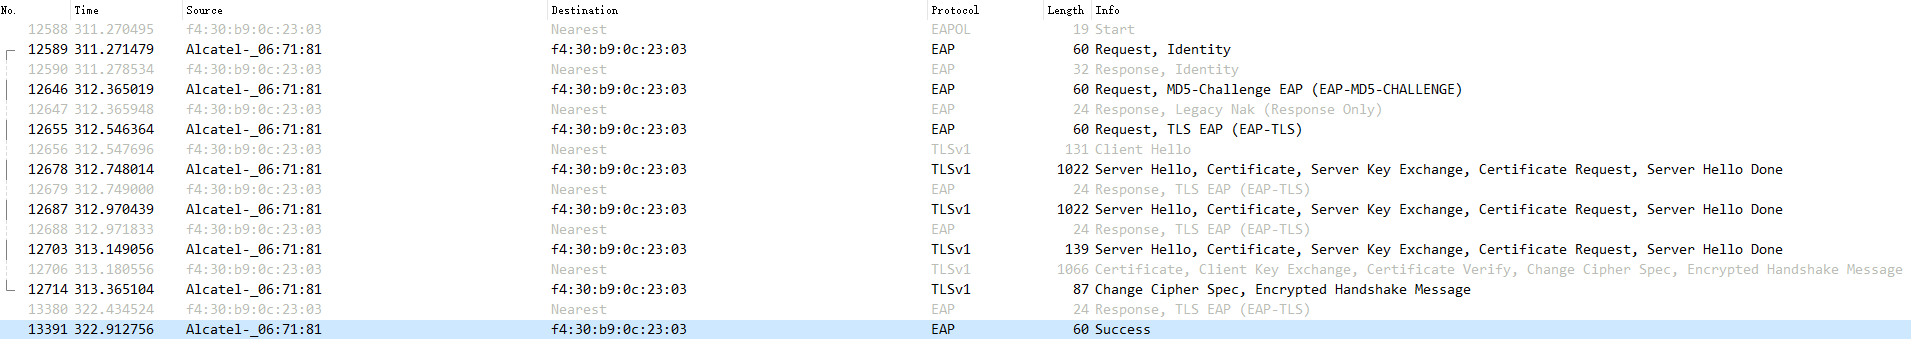 No. Time Source Destination Protocol Length Info
12588 311.270495 f4:30:b9:0c:23:03 Nearest EAPOL 19 Start
12589 311.271479 Alcatel-_06:71:81 f4:30:b9:0c:23:03 EAP 60 Request, Identity
12590 311.278534 f4:30:b9:0c:23:03 Nearest EAP 32 Response, Identity
12646 312.365019 Alcatel-_06:71:81 f4:30:b9:0c:23:03 EAP 60 Request, MD5-Challenge EAP (EAP-MD5-CHALLENGE)
12647 312.365948 f4:30:b9:0c:23:03 Nearest EAP 24 Response, Legacy Nak (Response Only)
12655 312.546364 Alcatel-_06:71:81 f4:30:b9:0c:23:03 EAP 60 Request, TLS EAP (EAP-TLS)
12656 312.547696 f4:30:b9:0c:23:03 Nearest TLSv1 131 Client Hello
12678 312.748014 Alcatel-_06:71:81 f4:30:b9:0c:23:03 TLSv1 1022 Server Hello, Certificate, Server Key Exchange, Certificate Request, Server Hello Done
12679 312.749000 f4:30:b9:0c:23:03 Nearest EAP 24 Response, TLS EAP (EAP-TLS)
12687 312.970439 Alcatel-_06:71:81 f4:30:b9:0c:23:03 TLSv1 1022 Server Hello, Certificate, Server Key Exchange, Certificate Request, Server Hello Done
12688 312.971833 f4:30:b9:0c:23:03 Nearest EAP 24 Response, TLS EAP (EAP-TLS)
12703 313.149056 Alcatel-_06:71:81 f4:30:b9:0c:23:03 TLSv1 139 Server Hello, Certificate, Server Key Exchange, Certificate Request, Server Hello Done
12706 313.180556 f4:30:b9:0c:23:03 Nearest TLSv1 1066 Certificate, Client Key Exchange, Certificate Verify, Change Cipher Spec, Encrypted Handshake Message
12714 313.365104 Alcatel-_06:71:81 f4:30:b9:0c:23:03 TLSv1 87 Change Cipher Spec, Encrypted Handshake Message
13380 322.434524 f4:30:b9:0c:23:03 Nearest EAP 24 Response, TLS EAP (EAP-TLS)
13391 322.912756 Alcatel-_06:71:81 f4:30:b9:0c:23:03 EAP 60 Success